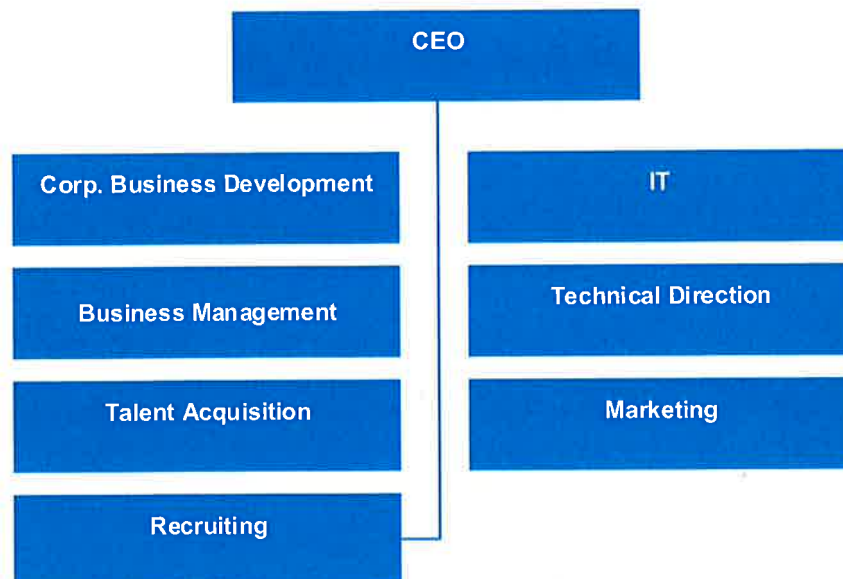 CEO
Corp. Business Development
IT
Business Management
Technical Direction
Talent Acquisition
Marketing
Recruiting